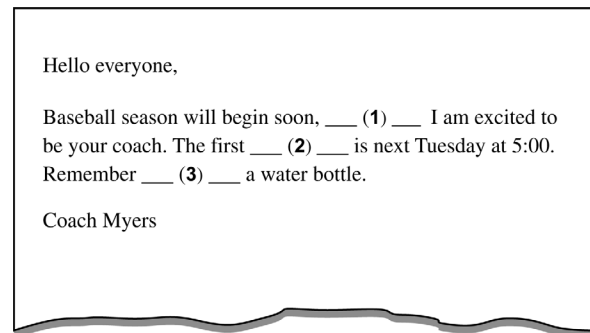 Hello everyone,
Baseball season will begin soon, ___ (1) ___ I am excited to
be your coach. The first ___ (2) ___ is next Tuesday at 5:00.
Remember ___ (3) ___ a water bottle.
Coach Myers